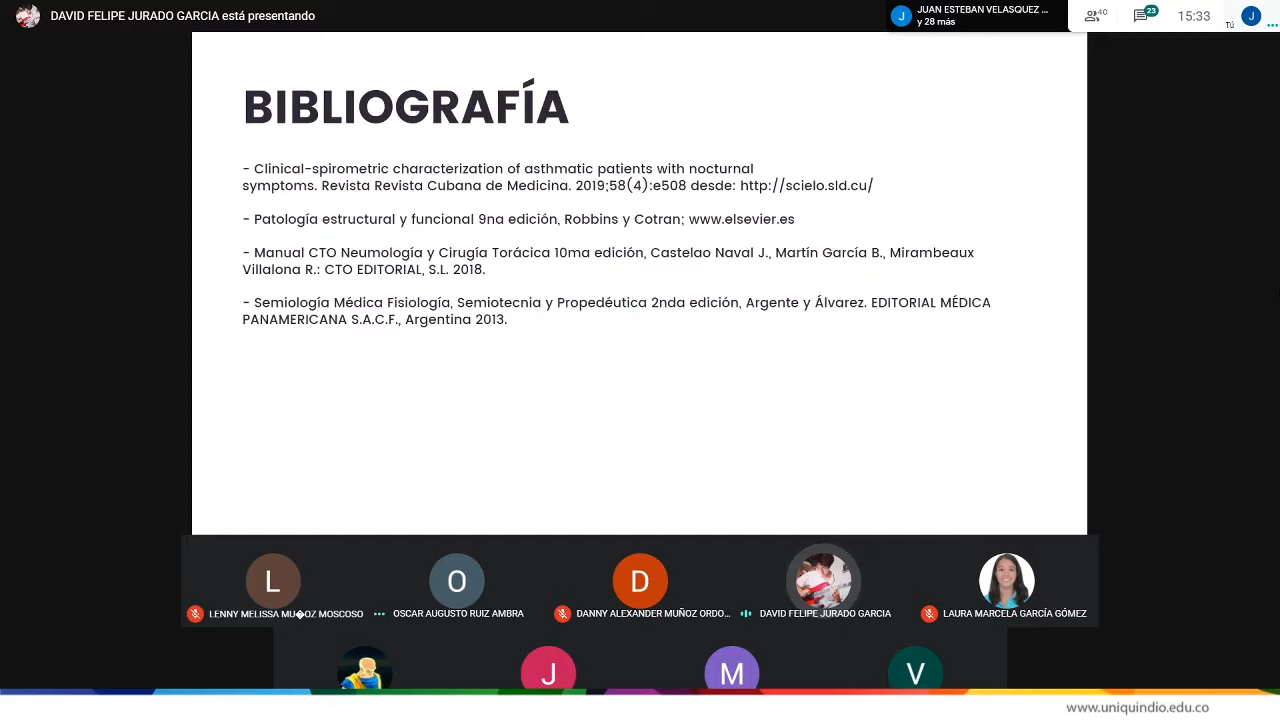 DAVID FELIPE JURADO GARCIA está presentando
JUAN ESTEBAN VELASQUEZ ...
y 28 más
40
23
15:33
Tú
J
J
BIBLIOGRAFÍA
- Clinical-spirometric characterization of asthmatic patients with nocturnal
symptoms. Revista Revista Cubana de Medicina. 2019;58(4):e508 desde: http://scielo.sld.cu/
- Patología estructural y funcional 9na edición, Robbins y Cotran; www.elsevier.es
- Manual CTO Neumología y Cirugía Torácica 10ma edición, Castelao Naval J., Martín García B., Mirambeaux
Villalona R.: CTO EDITORIAL, S.L. 2018.
- Semiología Médica Fisiología, Semiotecnia y Propedéutica 2nda edición, Argente y Álvarez. EDITORIAL MÉDICA
PANAMERICANA S.A.C.F., Argentina 2013.
L
O
D
LENNY MELISSA MU�OZ MOSCOSO
OSCAR AUGUSTO RUIZ AMBRA
DANNY ALEXANDER MUÑOZ ORDO...
DAVID FELIPE JURADO GARCIA
LAURA MARCELA GARCÍA GÓMEZ
J
M
V
www.uniquindio.edu.co